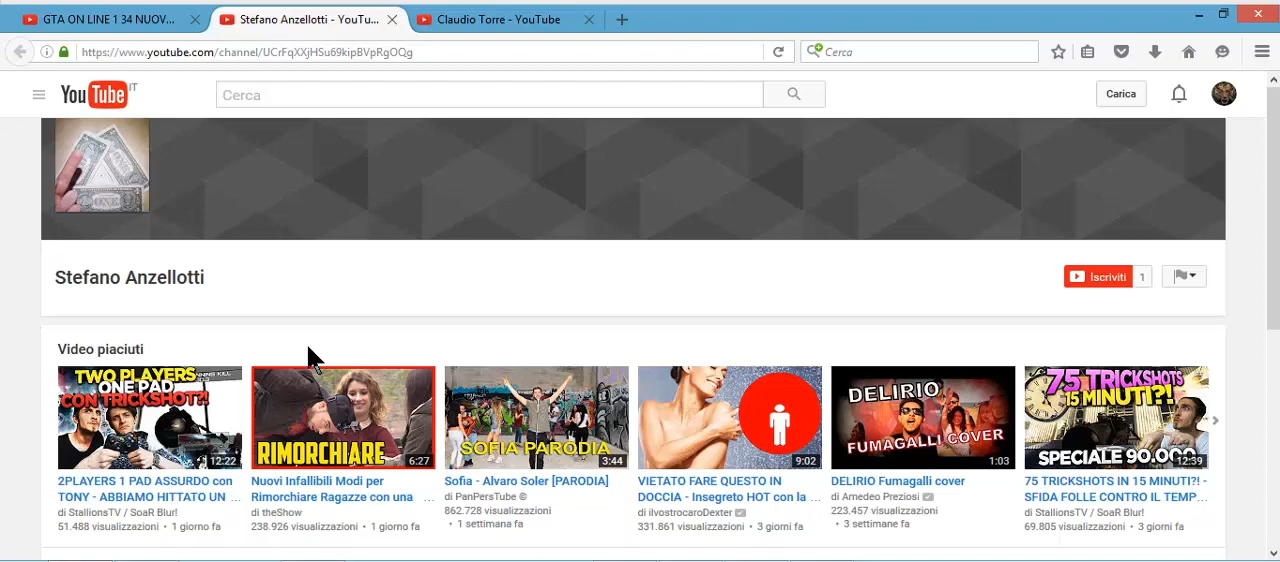 GTA ON LINE 1 34 NUOV...
Stefano Anzellotti - YouTu...
Claudio Torre - YouTube
https://www.youtube.com/channel/UCrFqXXjHSu69kipBVpRgOQg
Cerca
YouTube IT
Cerca
Carica
Stefano Anzellotti
Iscriviti 1
Video piaciuti
TWO PLAYERS
ONE PAD
CON TRICKSHOT?!
NNING KILL
12:22
RIMORCHIARE
6:27
SOFIA PARODIA
3:44
9:02
DELIRIO
FUMAGALLI COVER
1:03
75 TRICKSHOTS
15 MINUTI?!
SPECIALE 90.000
12:39
2PLAYERS 1 PAD ASSURDO con
TONY - ABBIAMO HITTATO UN ...
di StallionsTV / SoaR Blur!
51.488 visualizzazioni • 1 giorno fa
Nuovi Infallibili Modi per
Rimorchiare Ragazze con una ...
di theShow
238.926 visualizzazioni • 1 giorno fa
Sofia - Alvaro Soler [PARODIA]
di PanPersTube ©
862.728 visualizzazioni
• 1 settimana fa
VIETATO FARE QUESTO IN
DOCCIA - Insegreto HOT con la ...
di ilvostrocaroDexter
331.861 visualizzazioni • 3 giorni fa
DELIRIO Fumagalli cover
di Amedeo Preziosi
223.457 visualizzazioni
• 3 settimane fa
75 TRICKSHOTS IN 15 MINUTI?! -
SFIDA FOLLE CONTRO IL TEMP...
di StallionsTV / SoaR Blur!
69.805 visualizzazioni • 3 giorni fa